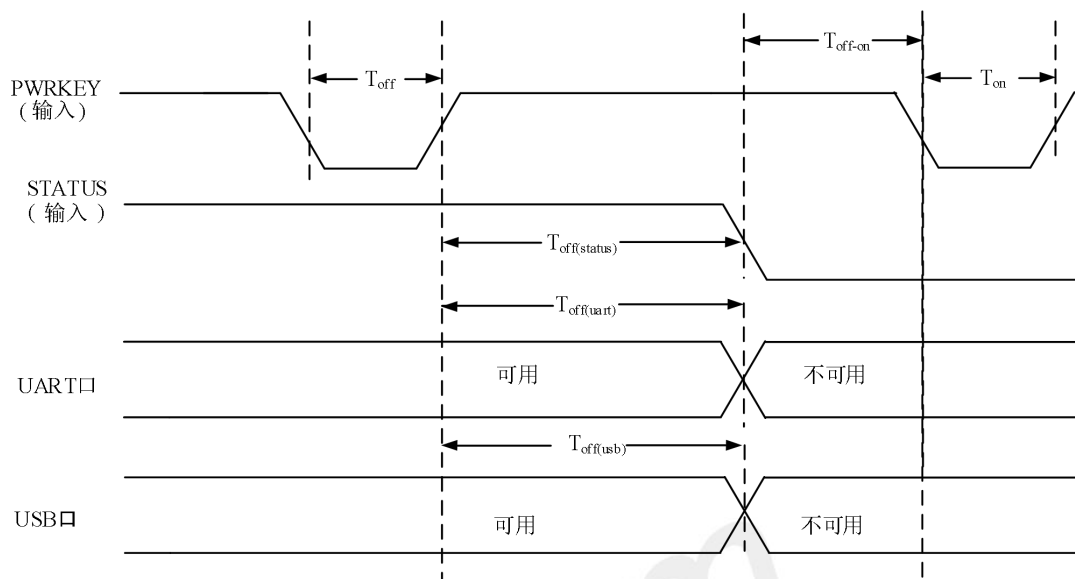 Toff-on
Toff
Ton
PWRKEY
(输入)
STATUS
(输入)
Toff(status)
Toff(uart)
UART口
可用
不可用
Toff(usb)
USB口
可用
不可用